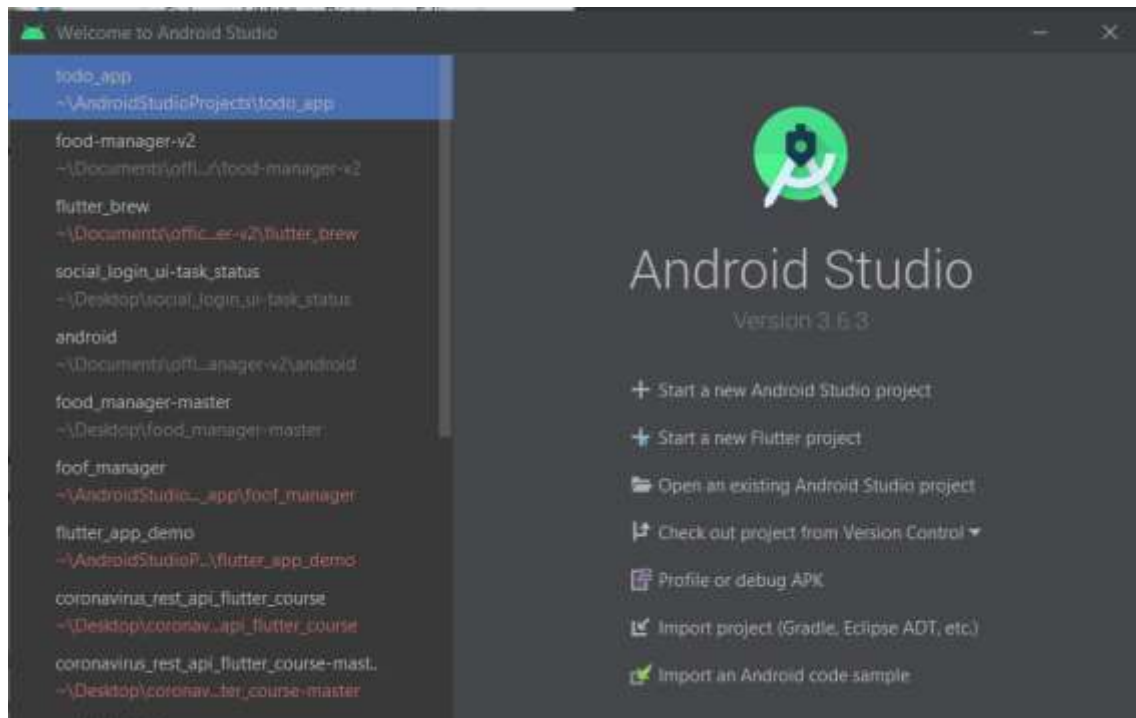 Welcome to Android Studio
todo_app
~\AndroidStudioProjects\todo_app
food-manager-v2
~\Documents\offi...r\food-manager-v2
flutter_brew
~\Documents\offic...er-v2\flutter_brew
social_login_ui-task_status
~\Desktop\social_login_ui-task_status
android
~\Documents\offi...anager-v2\android
food_manager-master
~\Desktop\food_manager-master
foof_manager
~\AndroidStudio..._app\foof_manager
flutter_app_demo
~\AndroidStudioP...\flutter_app_demo
coronavirus_rest_api_flutter_course
~\Desktop\coronav...api_flutter_course
coronavirus_rest_api_flutter_course-mast..
~\Desktop\coronav...ter_course-master
Android Studio
Version 3.6.3
Start a new Android Studio project
Start a new Flutter project
Open an existing Android Studio project
Check out project from Version Control
Profile or debug APK
Import project (Gradle, Eclipse ADT, etc.)
Import an Android code sample